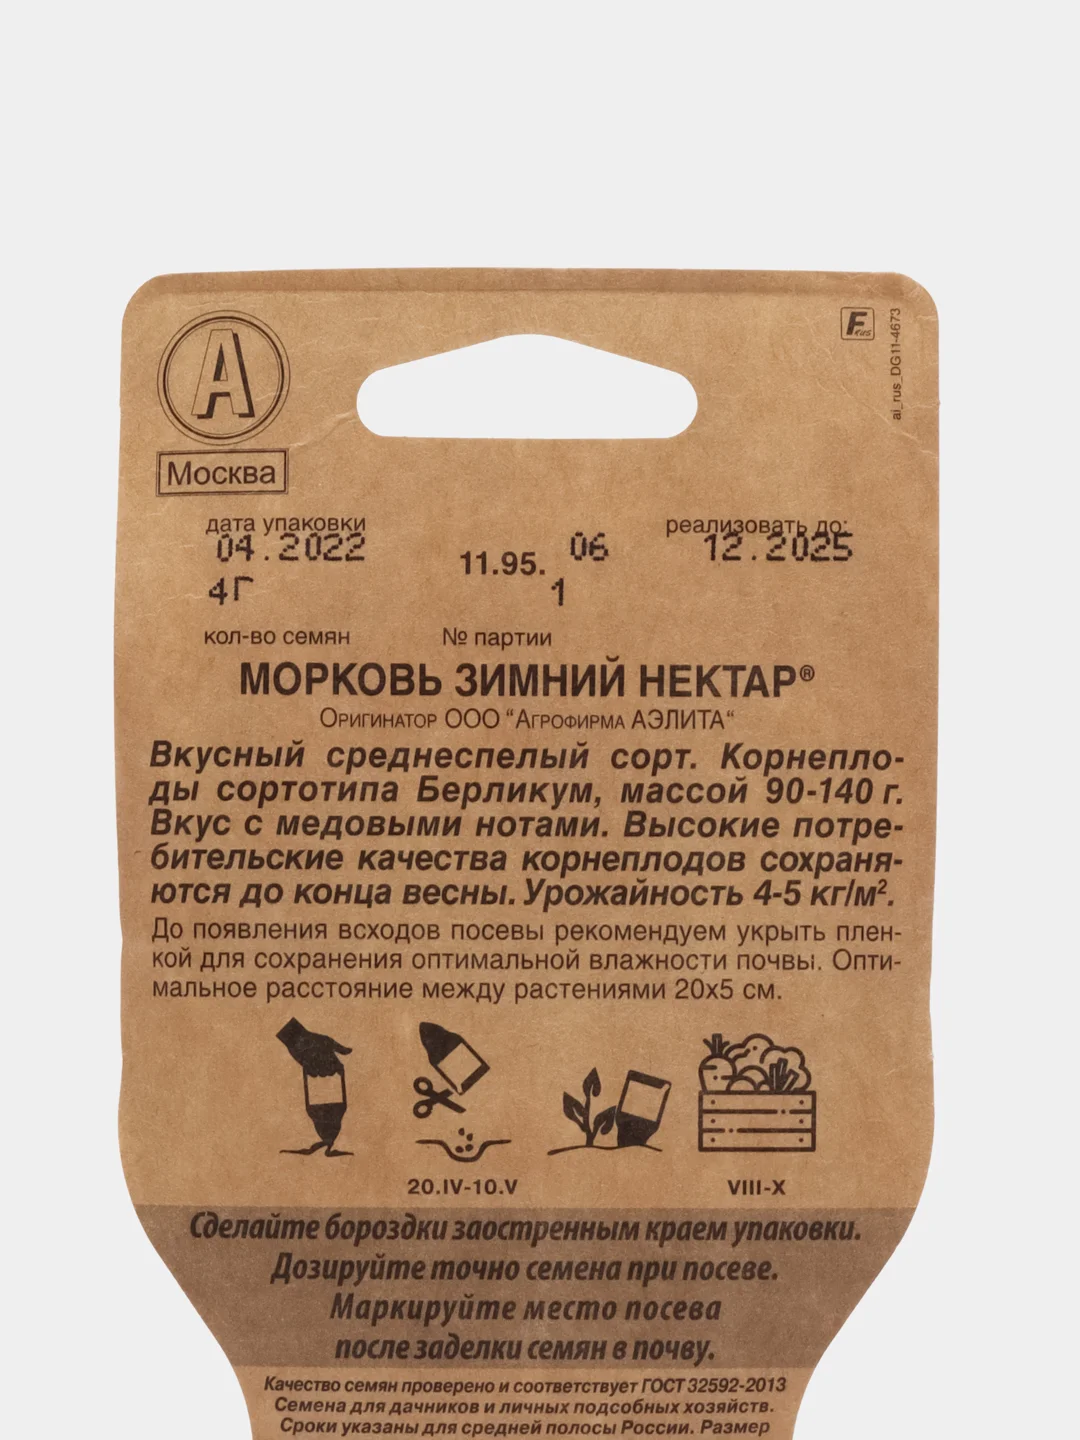 F
Rus
ai_rus_DG11-4673
А
Москва
дата упаковки
реализовать до:
04.2022
11.95.
06
12.2025
4Г
1
кол-во семян
№ партии
МОРКОВЬ ЗИМНИЙ НЕКТАР®
Оригинатор ООО “Агрофирма АЭЛИТА“
Вкусный среднеспелый сорт. Корнепло-
ды сортотипа Берликум, массой 90-140 г.
Вкус с медовыми нотами. Высокие потре-
бительские качества корнеплодов сохраня-
ются до конца весны. Урожайность 4-5 кг/м².
До появления всходов посевы рекомендуем укрыть плен-
кой для сохранения оптимальной влажности почвы. Опти-
мальное расстояние между растениями 20х5 см.
20.IV-10.V
VIII-X
Сделайте бороздки заостренным краем упаковки.
Дозируйте точно семена при посеве.
Маркируйте место посева
после заделки семян в почву.
Качество семян проверено и соответствует ГОСТ 32592-2013
Семена для дачников и личных подсобных хозяйств.
Сроки указаны для средней полосы России. Размер